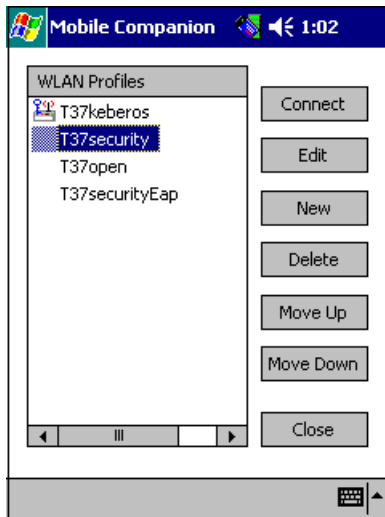 Mobile Companion 1:02
WLAN Profiles
T37keberos
T37security
T37open
T37securityEap
Connect
Edit
New
Delete
Move Up
Move Down
Close